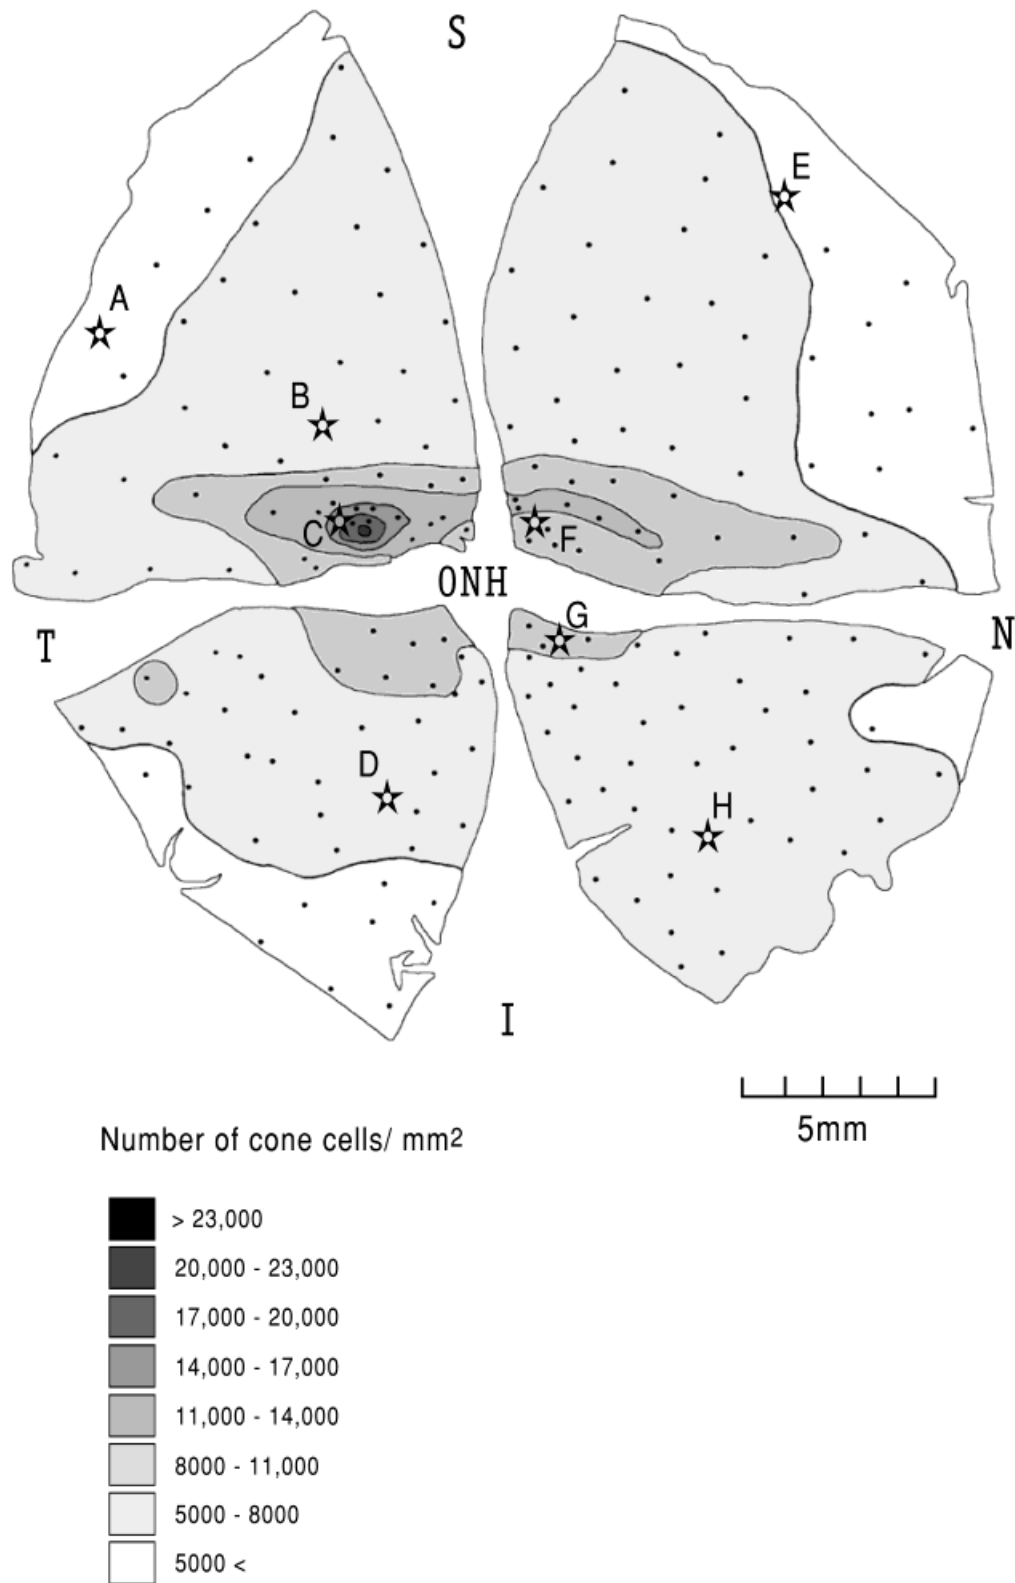 S
E
A
B
C
F
ONH
G
T
N
D
H
I
5mm
Number of cone cells/ mm2
> 23,000
20,000 - 23,000
17,000 - 20,000
14,000 - 17,000
11,000 - 14,000
8000 - 11,000
5000 - 8000
5000 <